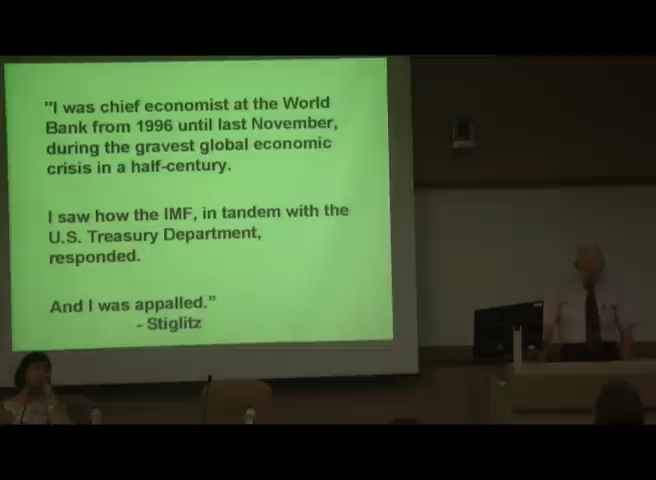 "I was chief economist at the World
Bank from 1996 until last November,
during the gravest global economic
crisis in a half-century.
I saw how the IMF, in tandem with the
U.S. Treasury Department,
responded.
And I was appalled.”
- Stiglitz